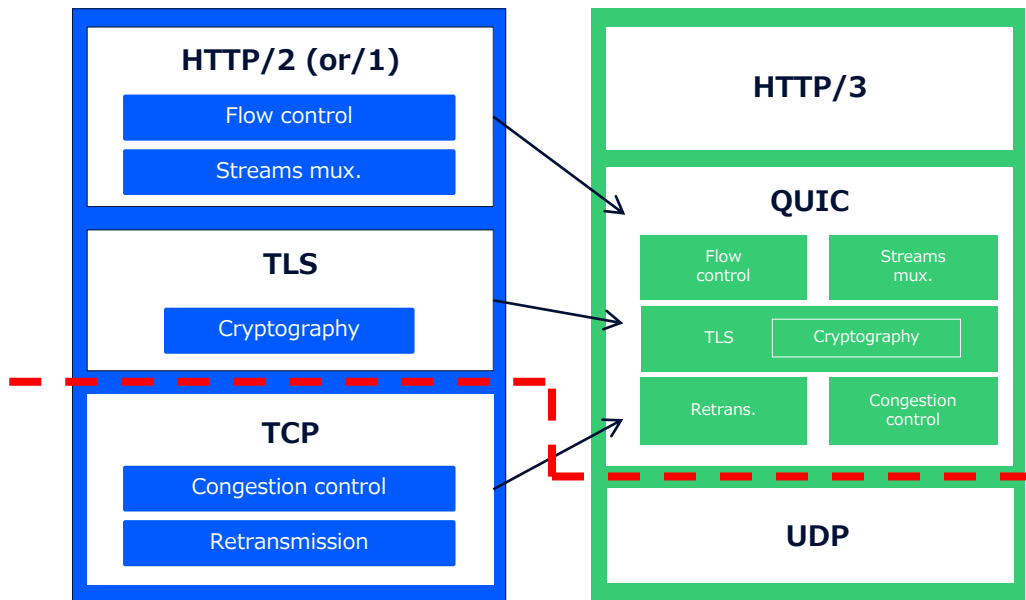 HTTP/2 (or/1)
Flow control
Streams mux.
TLS
Cryptography
TCP
Congestion control
Retransmission
HTTP/3
QUIC
Flow
control
Streams
mux.
TLS
Cryptography
Retrans.
Congestion
control
UDP